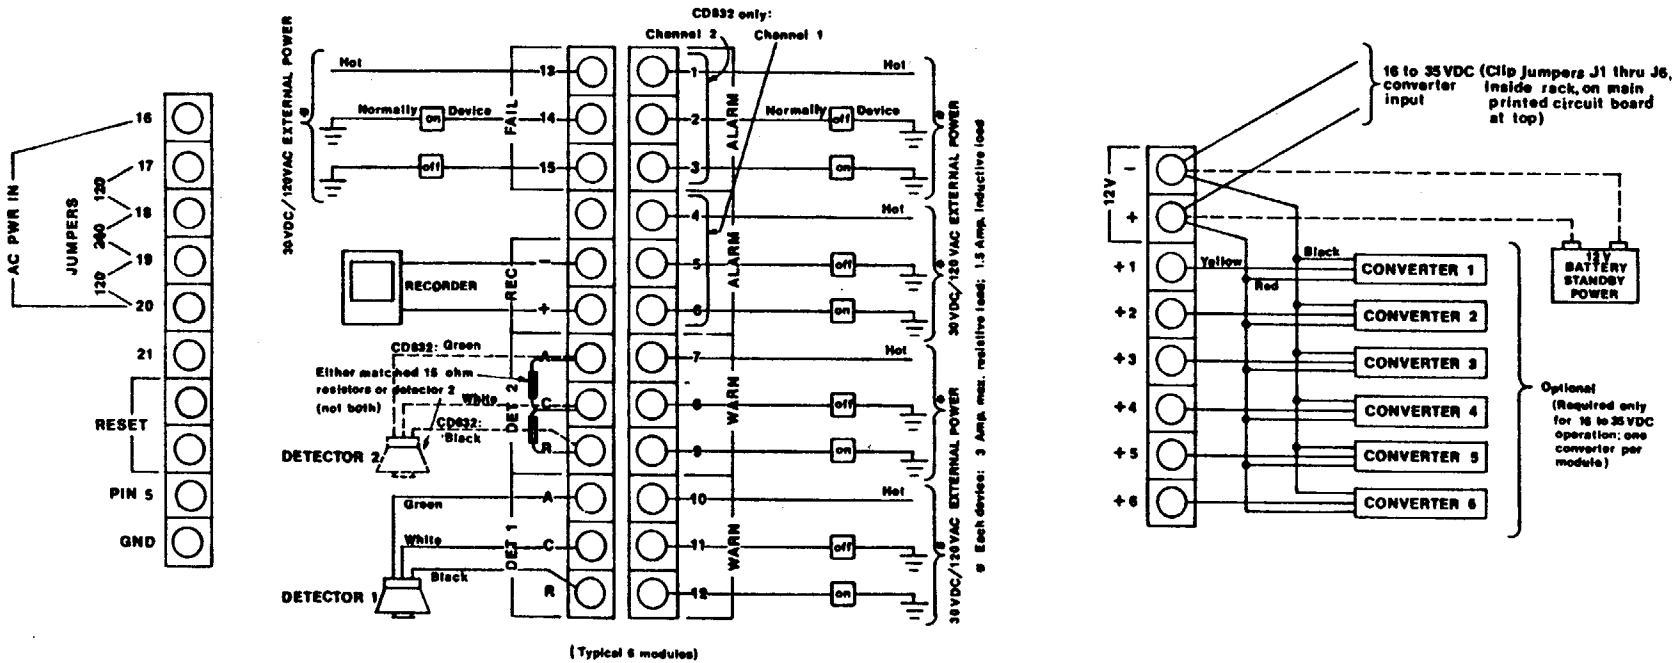 AC PWR IN
JUMPERS
120
240
120
16
17
18
19
20
21
RESET
PIN 5
GND
30VDC/120VAC EXTERNAL POWER
Hot
Normally on Device
off
FAIL
13
14
15
REC
-
+
RECORDER
CD832: Green
Either matched 15 ohm
resistors or detector 2
(not both)
White
CD832:
Black
DETECTOR 2
DET 2
A
C
R
Green
White
Black
DETECTOR 1
DET 1
A
C
R
CD832 only:
Channel 2
Channel 1
1
2
3
ALARM
Hot
Normally off Device
on
30VDC/120VAC EXTERNAL POWER
4
5
6
ALARM
Hot
off
on
30VDC/120VAC EXTERNAL POWER
7
8
9
WARN
Hot
off
on
30VDC/120VAC EXTERNAL POWER
10
11
12
WARN
Hot
off
on
30VDC/120VAC EXTERNAL POWER
Each device: 3 Amp. max. resistive load; 1.5 Amp. inductive load
(Typical 6 modules)
16 to 35VDC (Clip Jumpers J1 thru J6,
converter inside rack, on main
input printed circuit board
at top)
12V
-
+
+1
+2
+3
+4
+5
+6
Yellow
Black
Red
CONVERTER 1
CONVERTER 2
CONVERTER 3
CONVERTER 4
CONVERTER 5
CONVERTER 6
12V
BATTERY
STANDBY
POWER
Optional
(Required only
for 16 to 35VDC
operation; one
converter per
module)